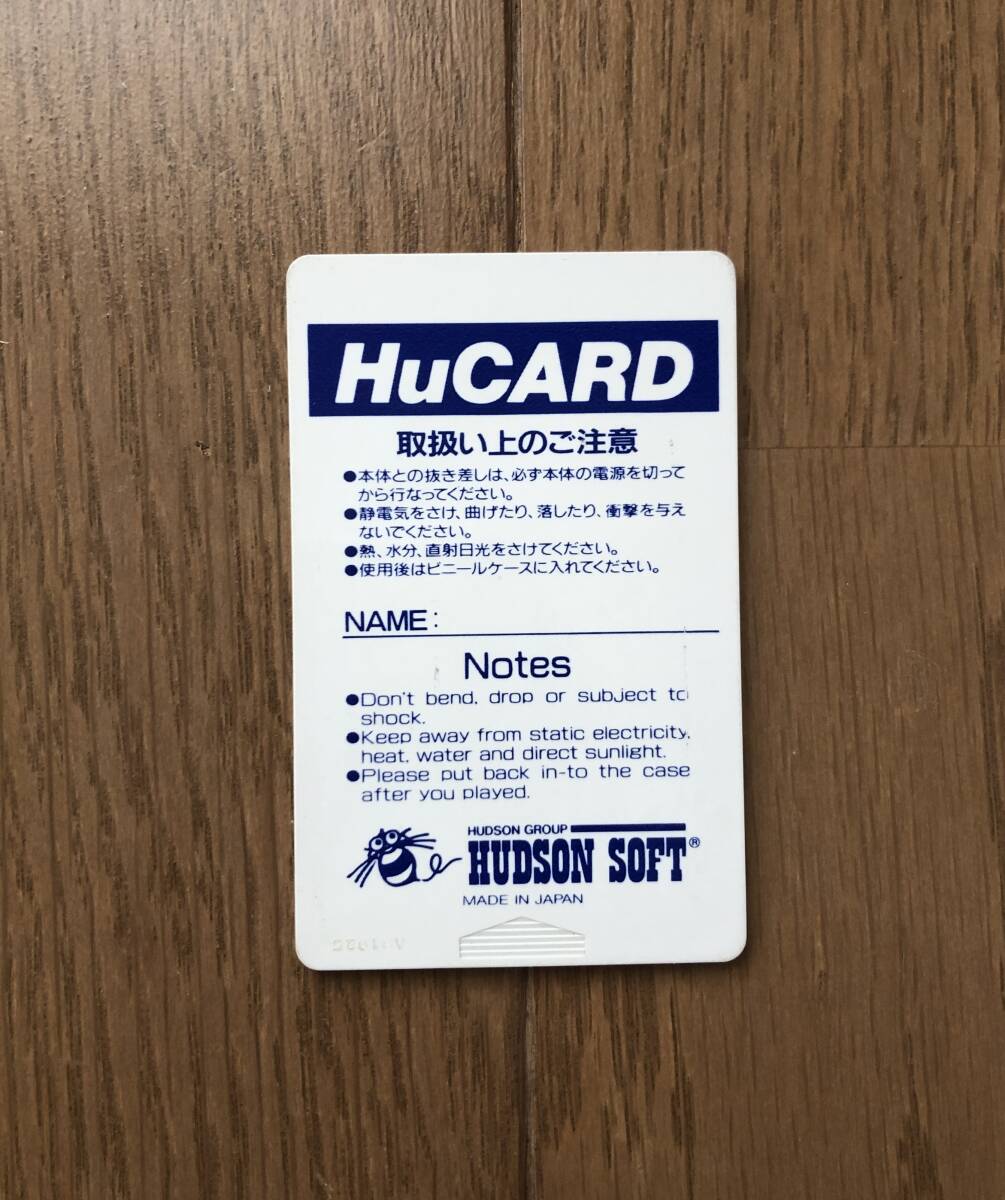 HuCARD
取扱い上のご注意
●本体との抜き差しは、必ず本体の電源を切って
から行なってください。
●静電気をさけ、曲げたり、落したり、衝撃を与え
ないでください。
●熱、水分、直射日光をさけてください。
●使用後はビニールケースに入れてください。
NAME:
Notes
●Don't bend, drop or subject to
shock.
●Keep away from static electricity,
heat, water and direct sunlight.
●Please put back in-to the case
after you played.
HUDSON GROUP
HUDSON SOFT®
MADE IN JAPAN